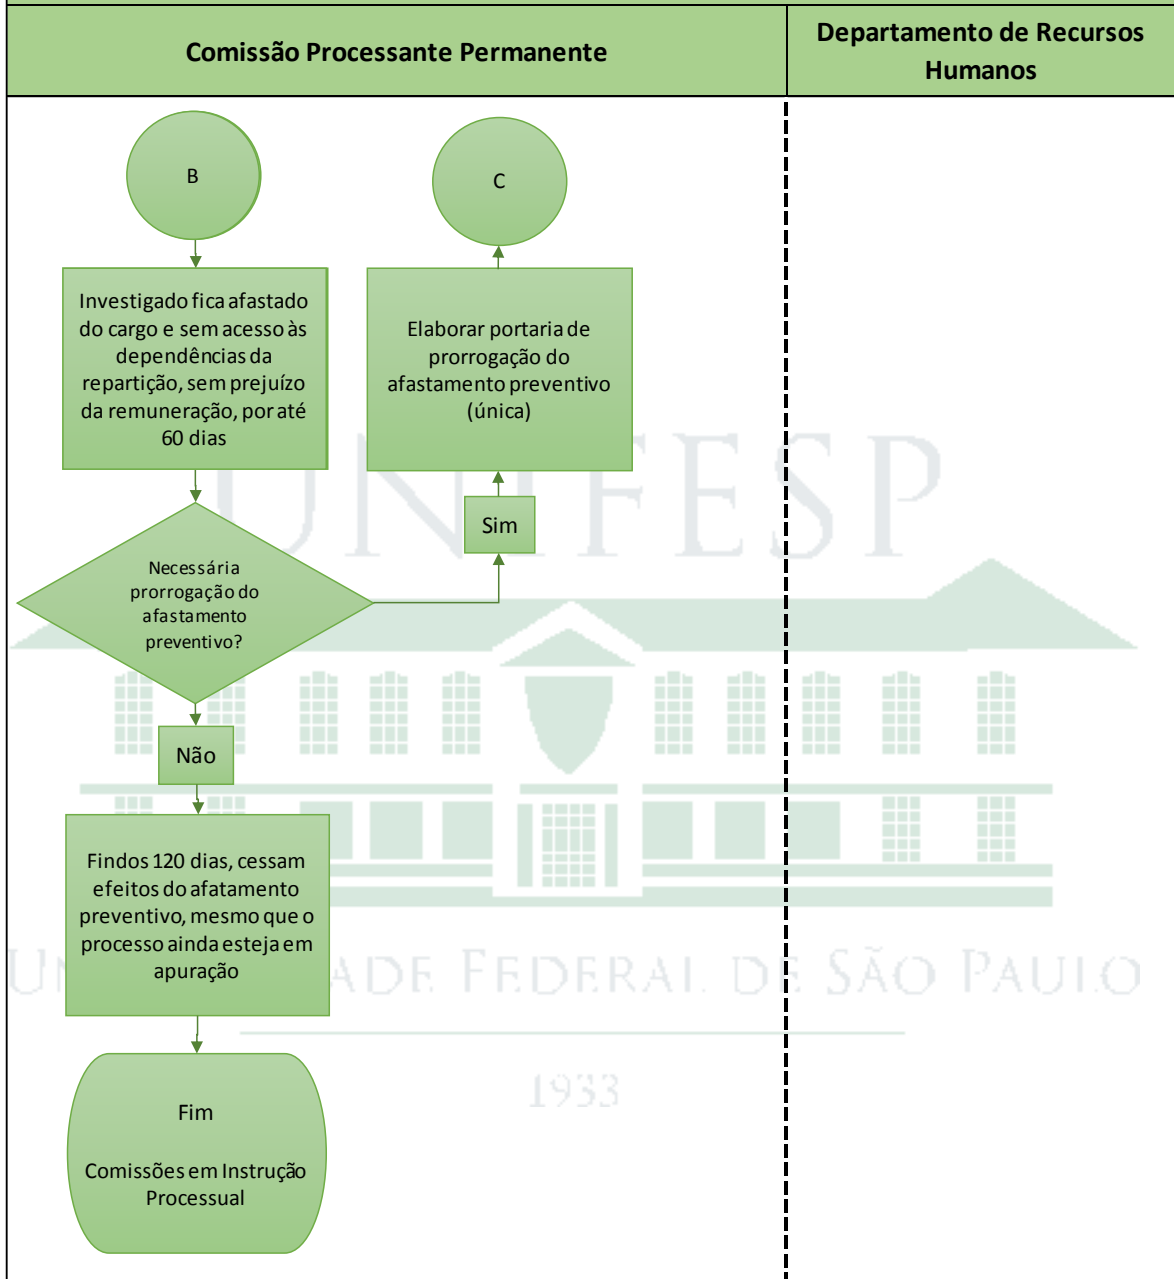 Comissão Processante Permanente
Departamento de Recursos
Humanos
B
C
Investigado fica afastado
do cargo e sem acesso às
dependências da
repartição, sem prejuízo
da remuneração, por até
60 dias
Elaborar portaria de
prorrogação do
afastamento preventivo
(única)
Sim
Necessária
prorrogação do
afastamento
preventivo?
Não
Findos 120 dias, cessam
efeitos do afatamento
preventivo, mesmo que o
processo ainda esteja em
apuração
Fim
Comissões em Instrução
Processual
UNIFESP
FEDERAL DE SÃO PAULO
1933